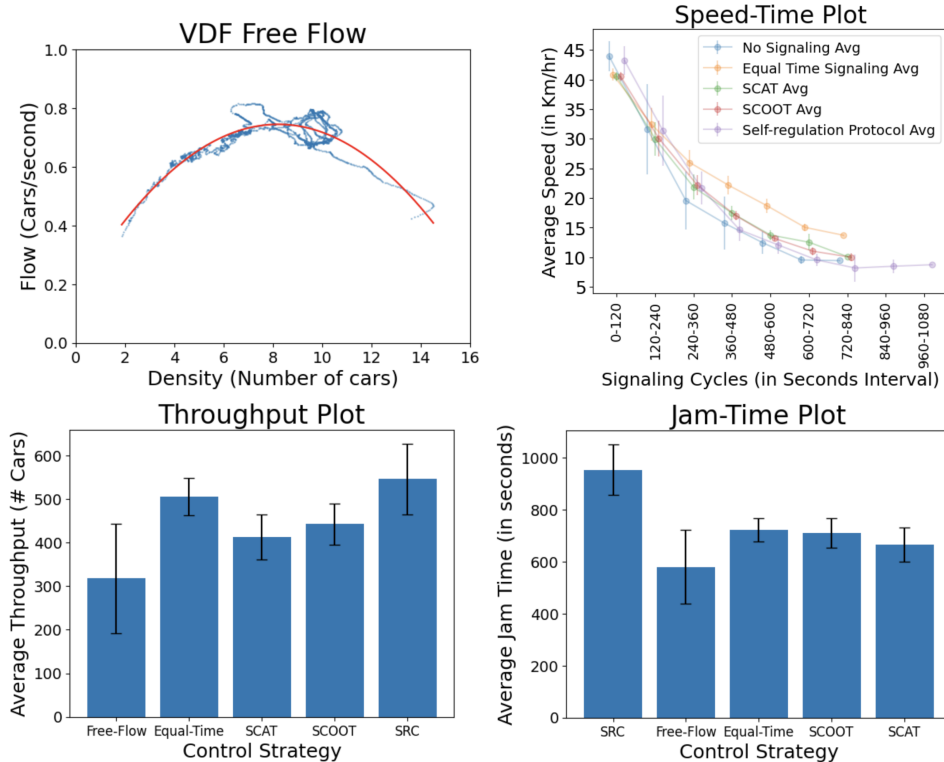 VDF Free Flow
Flow (Cars/second)
1.0
0.8
0.6
0.4
0.2
0.0
0 2 4 6 8 10 12 14 16
Density (Number of cars)
Speed-Time Plot
Average Speed (in Km/hr)
45
40
35
30
25
20
15
10
5
No Signaling Avg
Equal Time Signaling Avg
SCAT Avg
SCOOT Avg
Self-regulation Protocol Avg
0-120
120-240
240-360
360-480
480-600
600-720
720-840
840-960
960-1080
Signaling Cycles (in Seconds Interval)
Throughput Plot
Average Throughput (# Cars)
600
500
400
300
200
100
0
Free-Flow Equal-Time SCAT SCOOT SRC
Control Strategy
Jam-Time Plot
Average Jam Time (in seconds)
1000
800
600
400
200
0
SRC Free-Flow Equal-Time SCOOT SCAT
Control Strategy